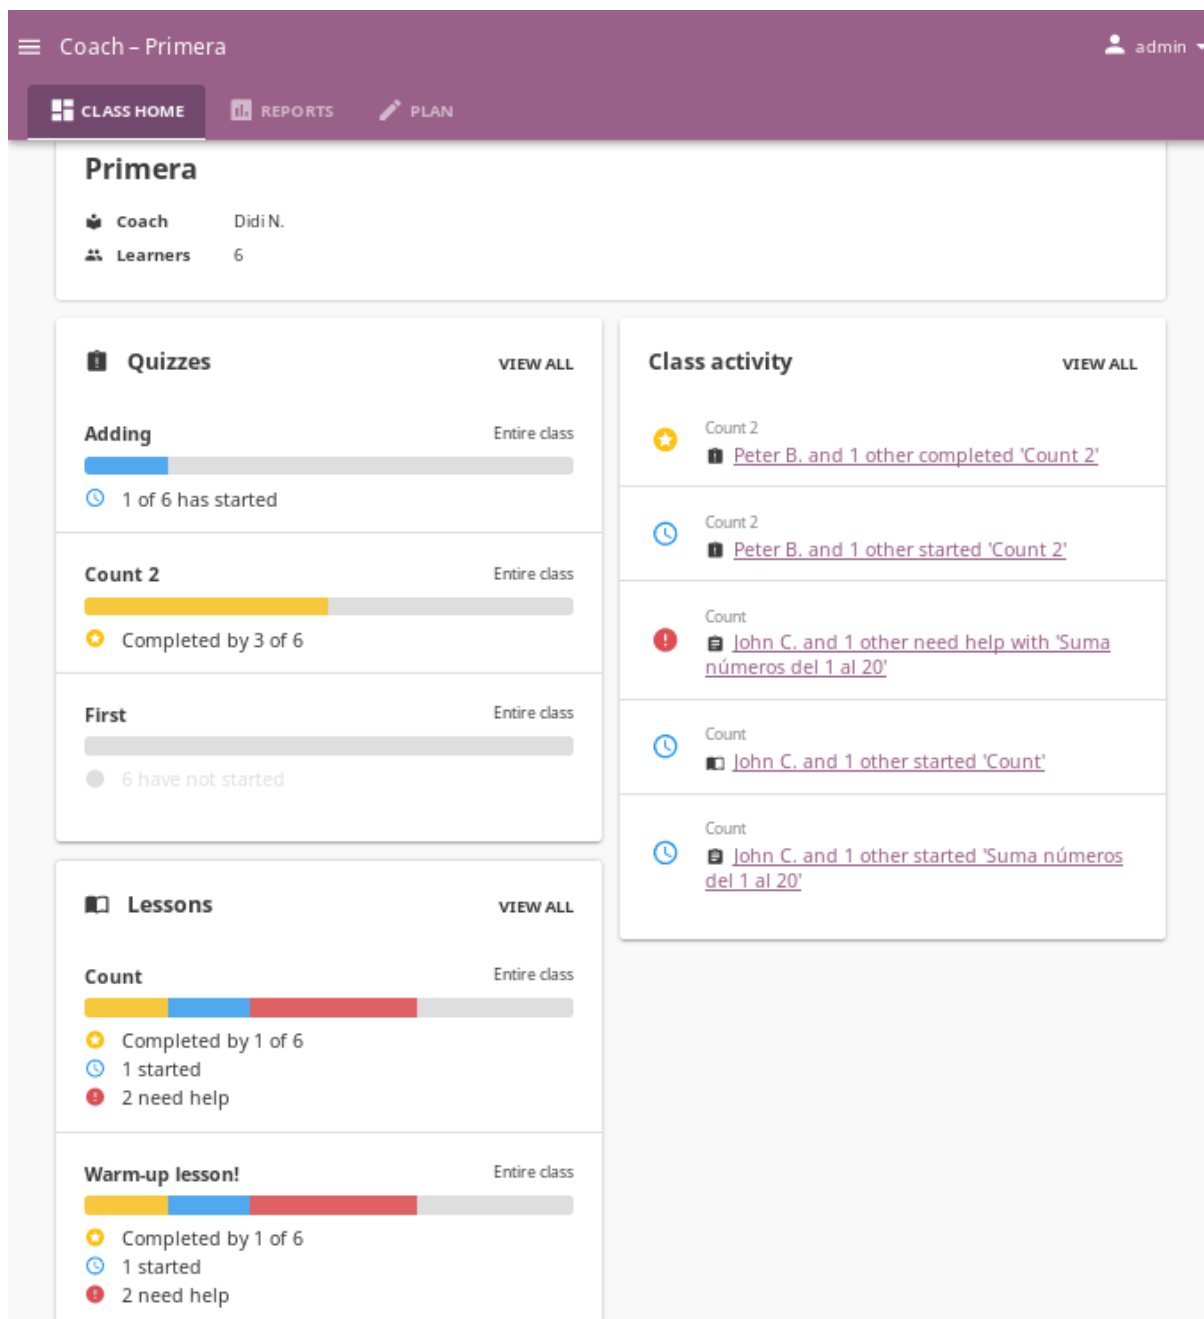 Coach – Primera
admin
CLASS HOME
REPORTS
PLAN
Primera
Coach Didi N.
Learners 6
Quizzes
VIEW ALL
Adding
Entire class
1 of 6 has started
Count 2
Entire class
Completed by 3 of 6
First
Entire class
6 have not started
Lessons
VIEW ALL
Count
Entire class
Completed by 1 of 6
1 started
2 need help
Warm-up lesson!
Entire class
Completed by 1 of 6
1 started
2 need help
Class activity
VIEW ALL
Count 2
Peter B. and 1 other completed 'Count 2'
Count 2
Peter B. and 1 other started 'Count 2'
Count
John C. and 1 other need help with 'Suma
números del 1 al 20'
Count
John C. and 1 other started 'Count'
Count
John C. and 1 other started 'Suma números
del 1 al 20'